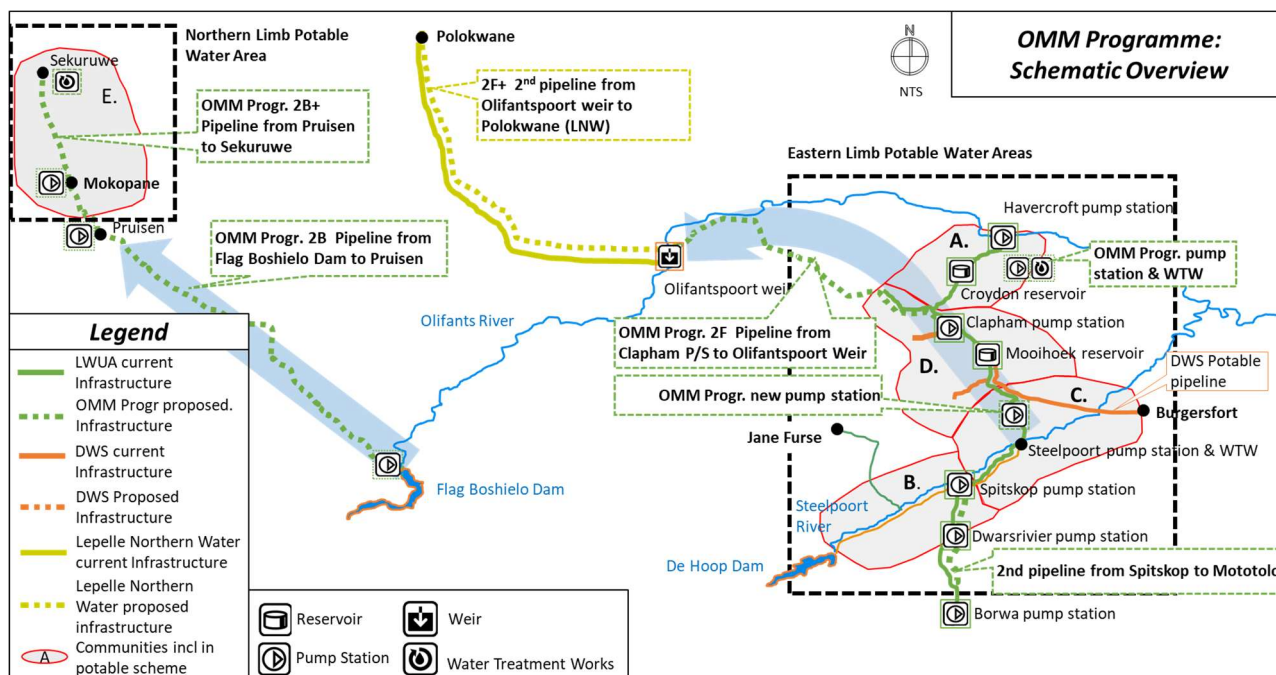 OMM Programme:
Schematic Overview
N
NTS
Northern Limb Potable
Water Area
Sekuruwe
E.
OMM Progr. 2B+
Pipeline from Pruisen
to Sekuruwe
Mokopane
Pruisen
OMM Progr. 2B Pipeline from
Flag Boshielo Dam to Pruisen
Polokwane
2F+ 2nd pipeline from
Olifantspoort weir to
Polokwane (LNW)
Olifantspoort weir
Olifants River
Flag Boshielo Dam
Eastern Limb Potable Water Areas
Havercroft pump station
A.
OMM Progr. pump
station & WTW
Croydon reservoir
Clapham pump station
OMM Progr. 2F Pipeline from
Clapham P/S to Olifantspoort Weir
Mooihoek reservoir
D.
DWS Potable
pipeline
C.
OMM Progr. new pump station
Burgersfort
Jane Furse
Steelpoort pump station & WTW
B.
Spitskop pump station
Steelpoort
River
Dwarsrivier pump station
De Hoop Dam
2nd pipeline from Spitskop to Mototolo
Borwa pump station
Legend
LWUA current
Infrastructure
OMM Progr proposed.
Infrastructure
DWS current
Infrastructure
DWS Proposed
Infrastructure
Lepelle Northern Water
current Infrastructure
Lepelle Northern
Water proposed
infrastructure
A
Communities incl in
potable scheme
Reservoir
Weir
Pump Station
Water Treatment Works